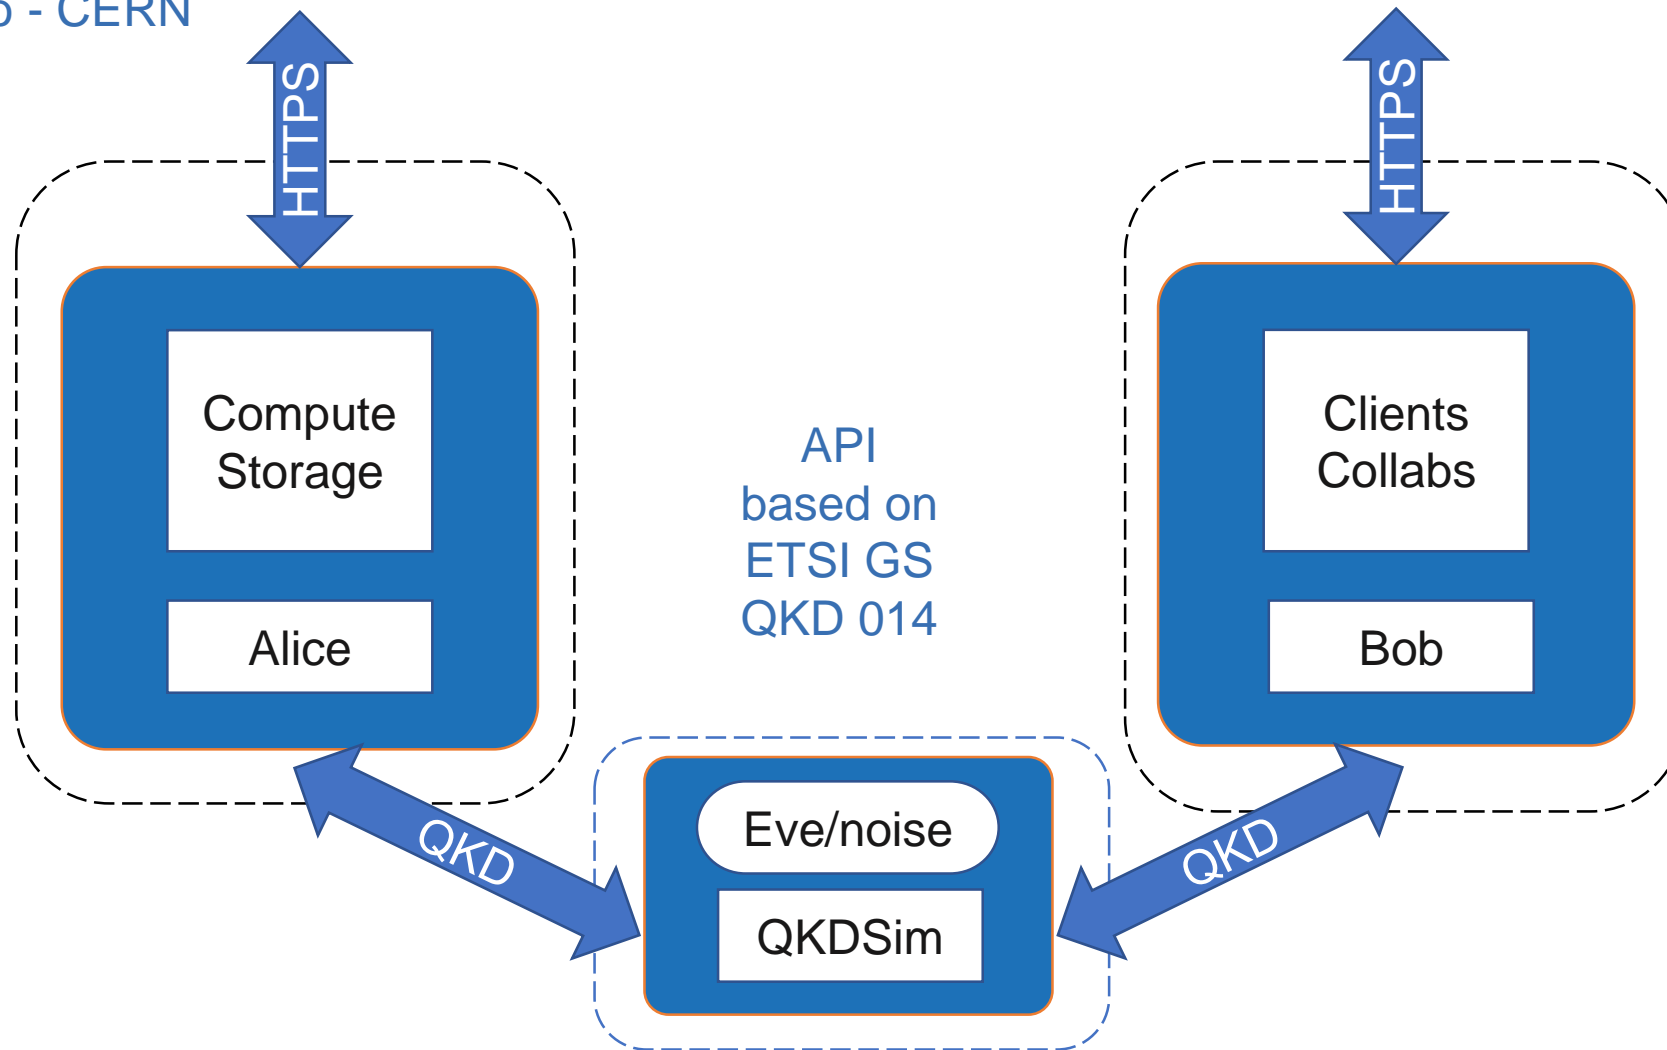 - CERN
HTTPS
HTTPS
Compute
Storage
Alice
API
based on
ETSI GS
QKD 014
Clients
Collabs
Bob
QKD
Eve/noise
QKDSim
QKD